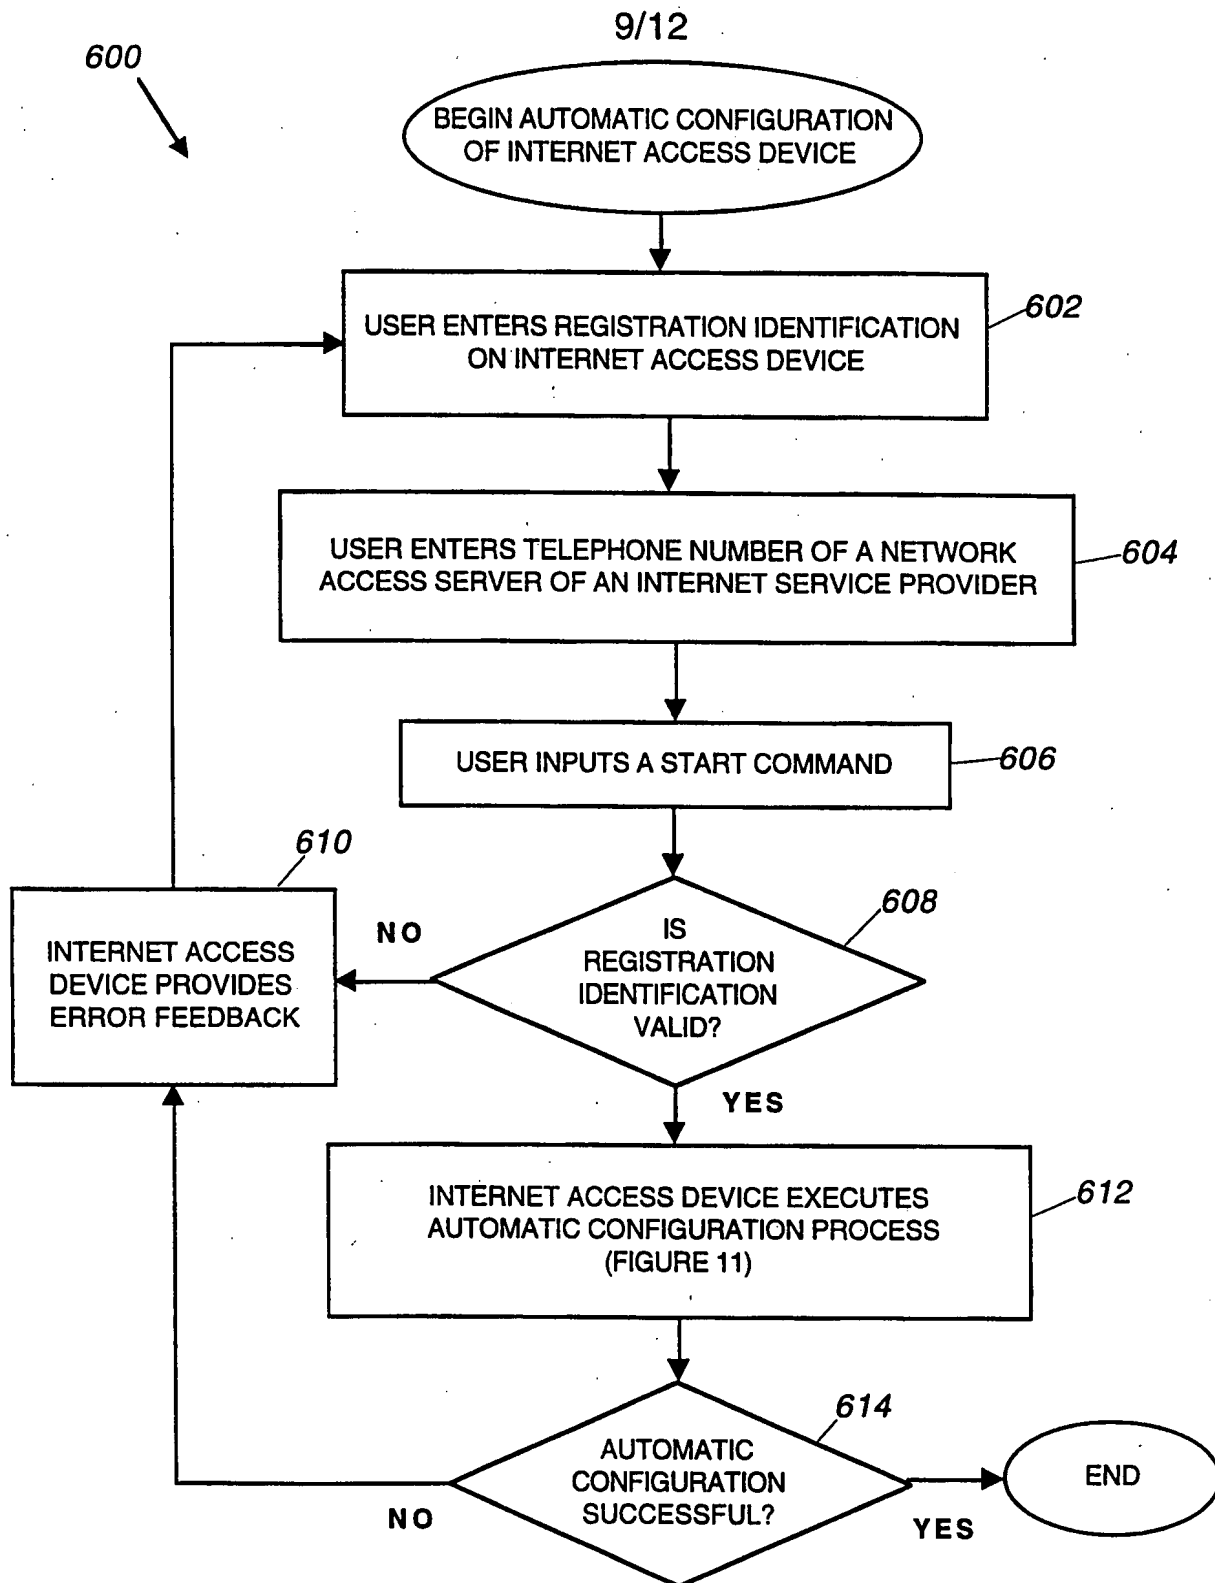 9/12
600
BEGIN AUTOMATIC CONFIGURATION
OF INTERNET ACCESS DEVICE
USER ENTERS REGISTRATION IDENTIFICATION
ON INTERNET ACCESS DEVICE
602
USER ENTERS TELEPHONE NUMBER OF A NETWORK
ACCESS SERVER OF AN INTERNET SERVICE PROVIDER
604
USER INPUTS A START COMMAND
606
610
INTERNET ACCESS
DEVICE PROVIDES
ERROR FEEDBACK
NO
608
IS
REGISTRATION
IDENTIFICATION
VALID?
YES
INTERNET ACCESS DEVICE EXECUTES
AUTOMATIC CONFIGURATION PROCESS
(FIGURE 11)
612
614
AUTOMATIC
CONFIGURATION
SUCCESSFUL?
NO
YES
END